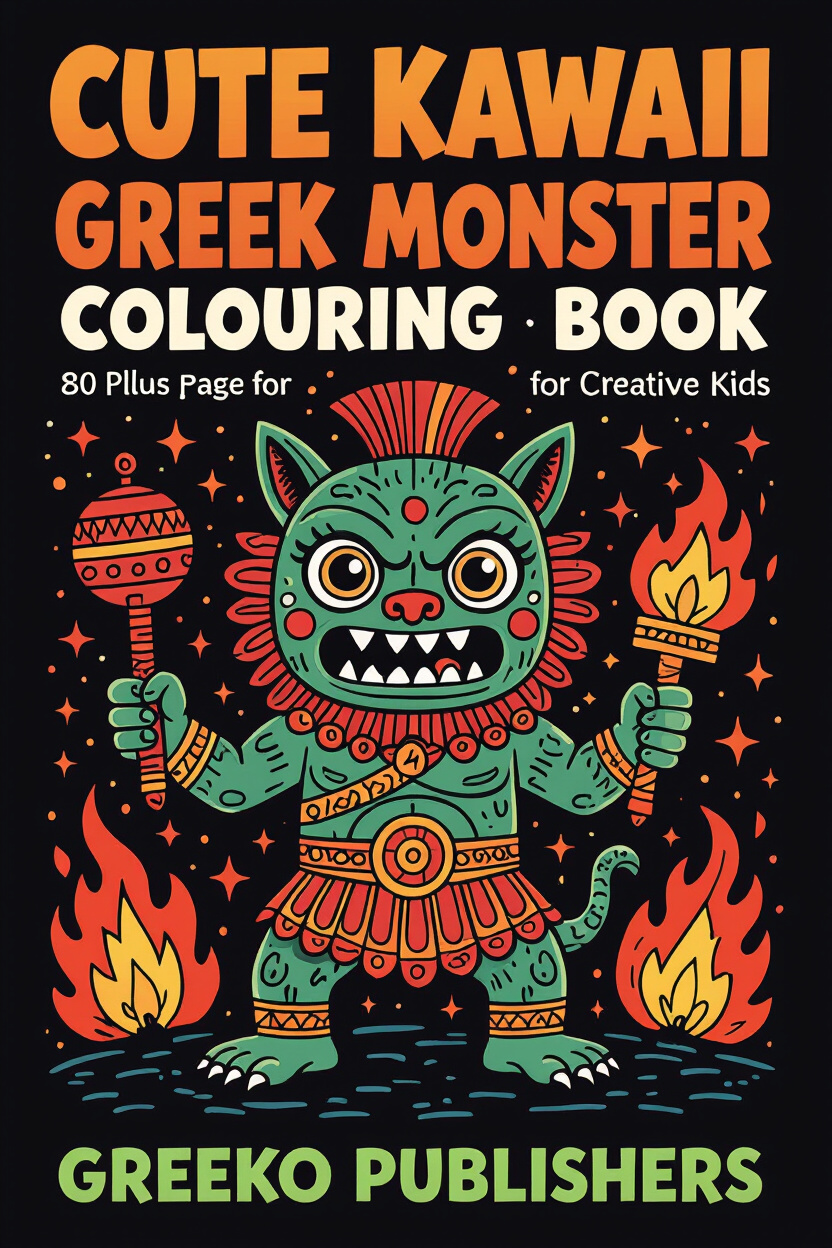 CUTE KAWAII
GREEK MONSTER
COLOURING · BOOK
80 Pllus Page for for Creative Kids
GREEKO PUBLISHERS